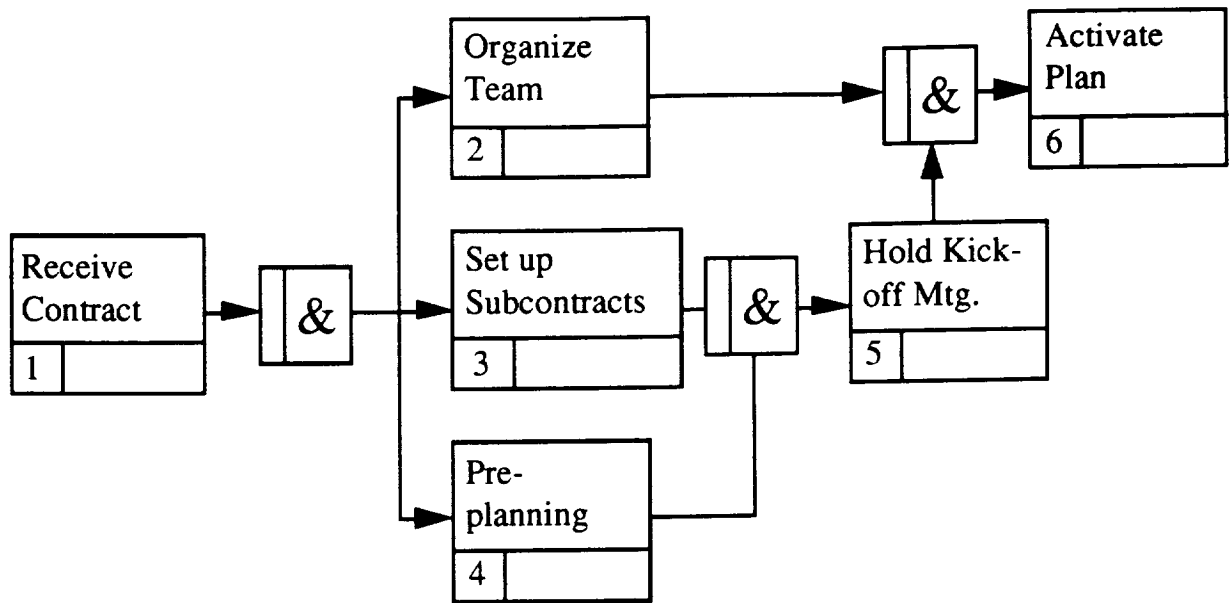 Organize
Team
2
&
Activate
Plan
6
Receive
Contract
1
&
Set up
Subcontracts
3
&
Hold Kick-
off Mtg.
5
Pre-
planning
4